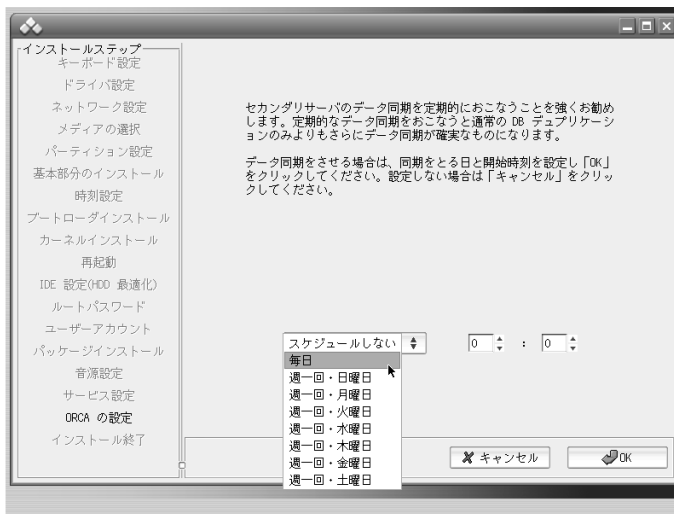 インストールステップ
キーボード設定
ドライバ設定
ネットワーク設定
メディアの選択
パーティション設定
基本部分のインストール
時刻設定
ブートローダインストール
カーネルインストール
再起動
IDE 設定(HDD 最適化)
ルートパスワード
ユーザーアカウント
パッケージインストール
音源設定
サービス設定
ORCA の設定
インストール終了
セカンダリサーバのデータ同期を定期的におこなうことを強くお勧め
します。定期的なデータ同期をおこなうと通常の DB デュプリケーシ
ョンのみよりもさらにデータ同期が確実なものになります。
データ同期をさせる場合は、同期をとる日と開始時刻を設定し「OK」
をクリックしてください。設定しない場合は「キャンセル」をクリッ
クしてください。
スケジュールしない 0 : 0
毎日
週一回・日曜日
週一回・月曜日
週一回・火曜日
週一回・水曜日
週一回・木曜日
週一回・金曜日
週一回・土曜日
キャンセル OK